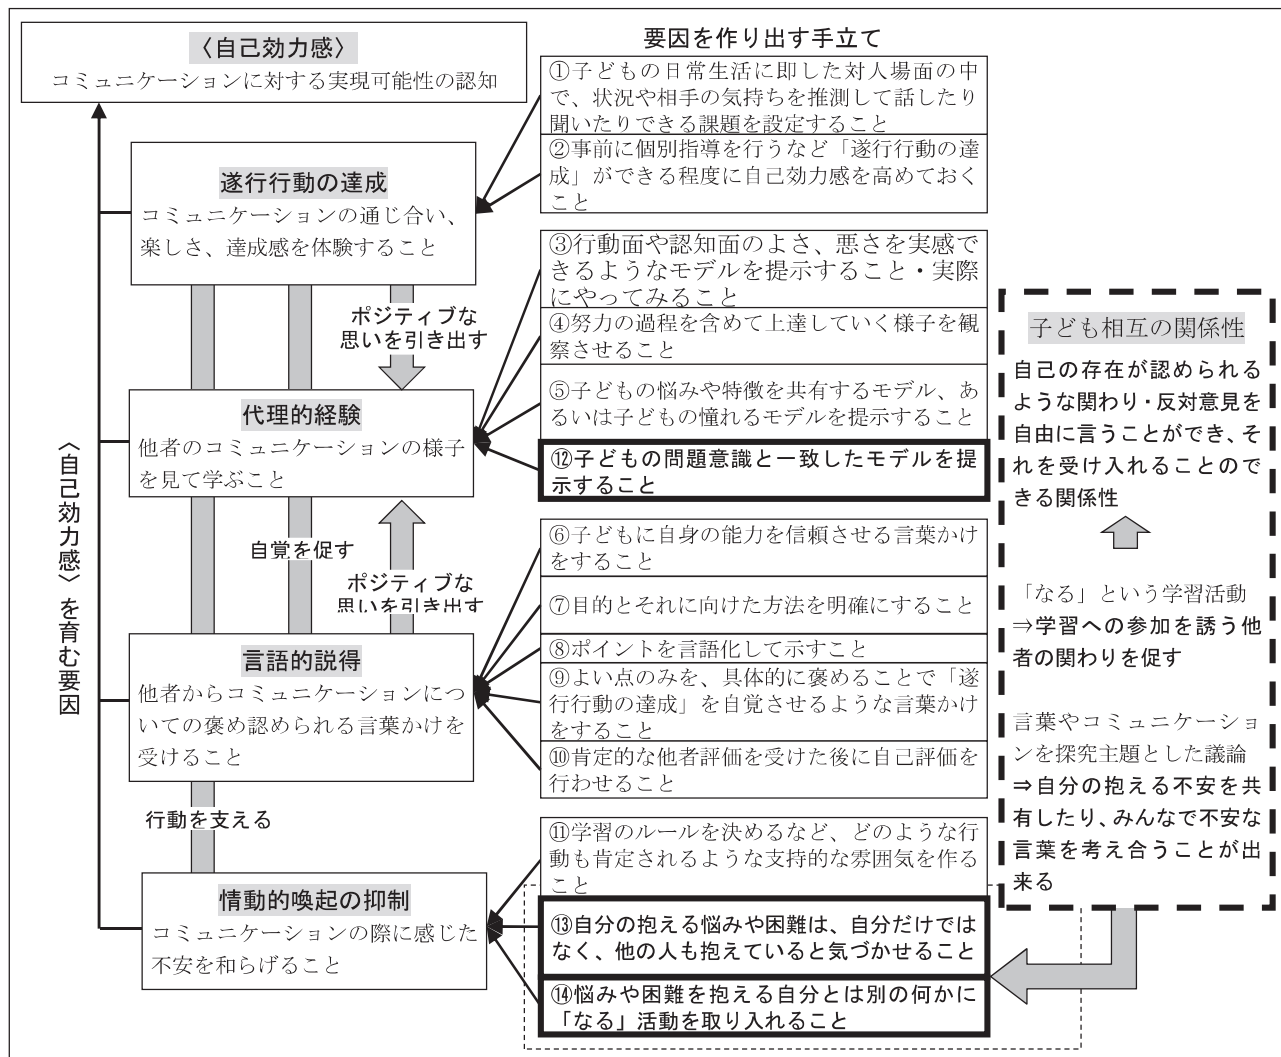 〈自己効力感〉
コミュニケーションに対する実現可能性の認知
〈自己効力感〉を育む要因
遂行行動の達成
コミュニケーションの通じ合い、
楽しさ、達成感を体験すること
ポジティブな
思いを引き出す
代理的経験
他者のコミュニケーションの様子
を見て学ぶこと
自覚を促す
ポジティブな
思いを引き出す
言語的説得
他者からコミュニケーションにつ
いての褒め認められる言葉かけを
受けること
行動を支える
情動的喚起の抑制
コミュニケーションの際に感じた
不安を和らげること
要因を作り出す手立て
①子どもの日常生活に即した対人場面の中
で、状況や相手の気持ちを推測して話したり
聞いたりできる課題を設定すること
②事前に個別指導を行うなど「遂行行動の達
成」ができる程度に自己効力感を高めておく
こと
③行動面や認知面のよさ、悪さを実感で
きるようなモデルを提示すること・実際
にやってみること
④努力の過程を含めて上達していく様子を観
察させること
⑤子どもの悩みや特徴を共有するモデル、あ
るいは子どもの憧れるモデルを提示すること
⑫子どもの問題意識と一致したモデルを提
示すること
⑥子どもに自身の能力を信頼させる言葉かけ
をすること
⑦目的とそれに向けた方法を明確にすること
⑧ポイントを言語化して示すこと
⑨よい点のみを、具体的に褒めることで「遂
行行動の達成」を自覚させるような言葉かけ
をすること
⑩肯定的な他者評価を受けた後に自己評価を
行わせること
⑪学習のルールを決めるなど、どのような行
動も肯定されるような支持的な雰囲気を作る
こと
⑬自分の抱える悩みや困難は、自分だけでは
なく、他の人も抱えていると気づかせること
⑭悩みや困難を抱える自分とは別の何かに
「なる」活動を取り入れること
子ども相互の関係性
自己の存在が認められる
ような関わり・反対意見を
自由に言うことができ、そ
れを受け入れることので
きる関係性
「なる」という学習活動
⇒学習への参加を誘う他
者の関わりを促す
言葉やコミュニケーショ
ンを探究主題とした議論
⇒自分の抱える不安を共
有したり、みんなで不安な
言葉を考え合うことが出
来る